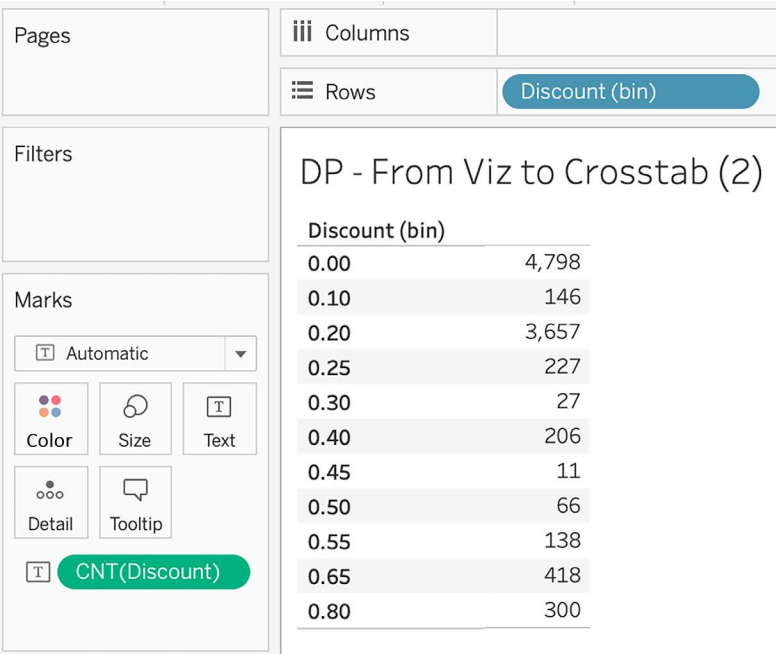 Pages
Columns
Rows
Discount (bin)
Filters
DP - From Viz to Crosstab (2)
Discount (bin)
0.00 4,798
0.10 146
0.20 3,657
0.25 227
0.30 27
0.40 206
0.45 11
0.50 66
0.55 138
0.65 418
0.80 300
Marks
T Automatic
Color Size T Text
Detail Tooltip
T CNT(Discount)